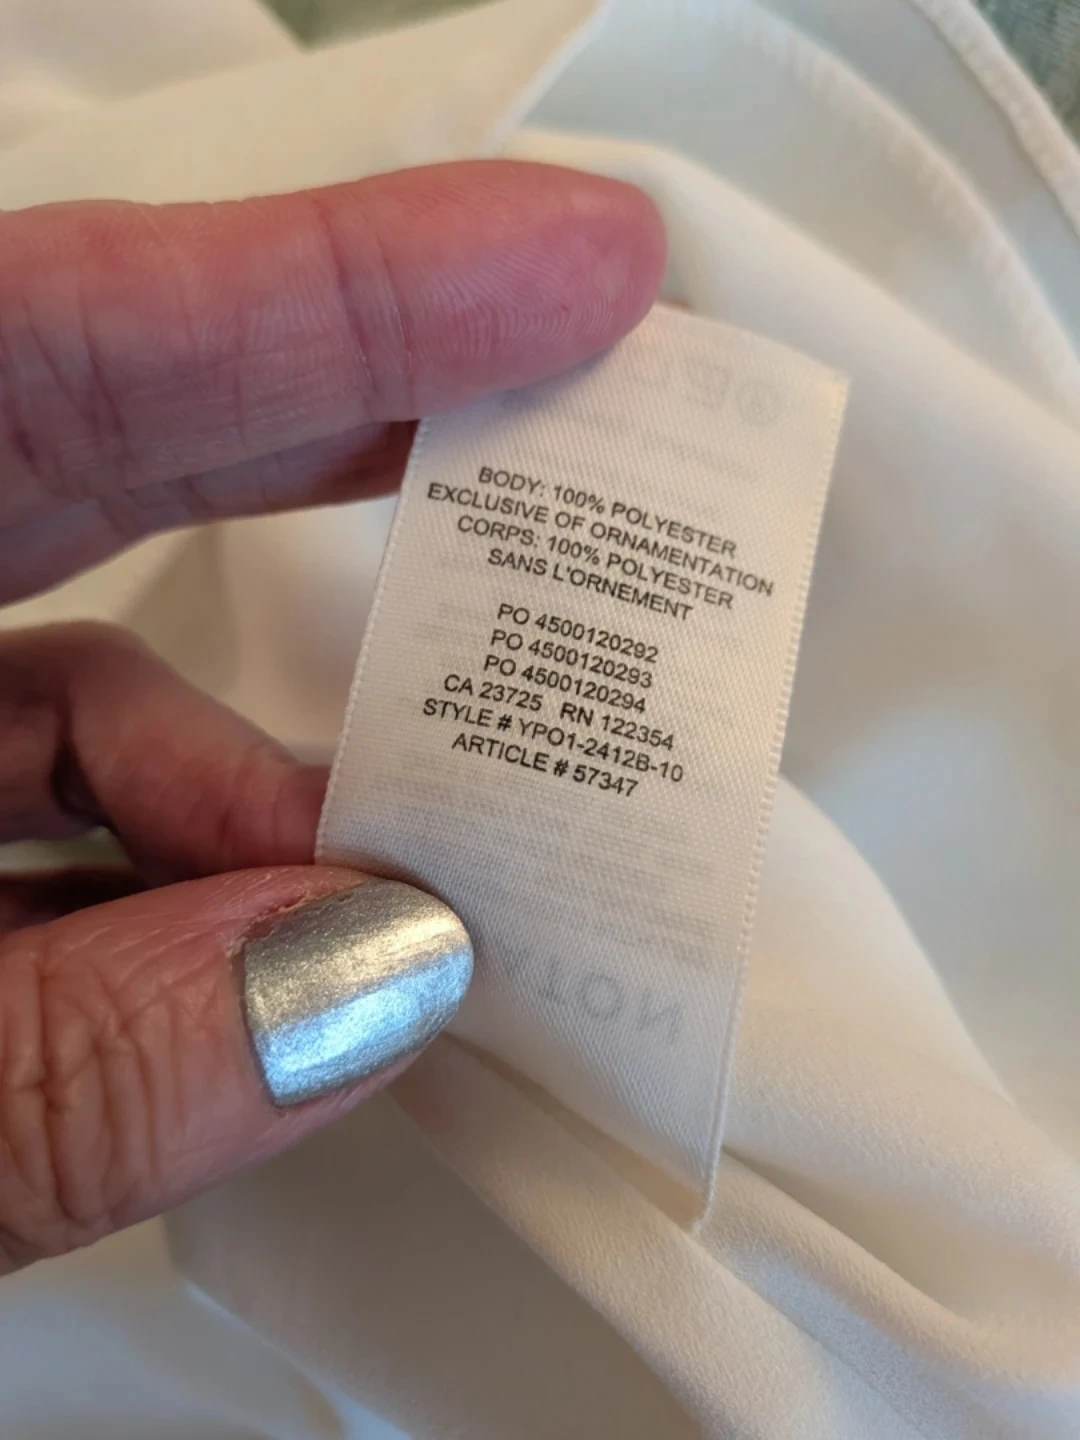 BODY: 100% POLYESTER
EXCLUSIVE OF ORNAMENTATION
CORPS: 100% POLYESTER
SANS L'ORNEMENT
PO 4500120292
PO 4500120293
PO 4500120294
CA 23725 RN 122354
STYLE # YPO1-2412B-10
ARTICLE # 57347